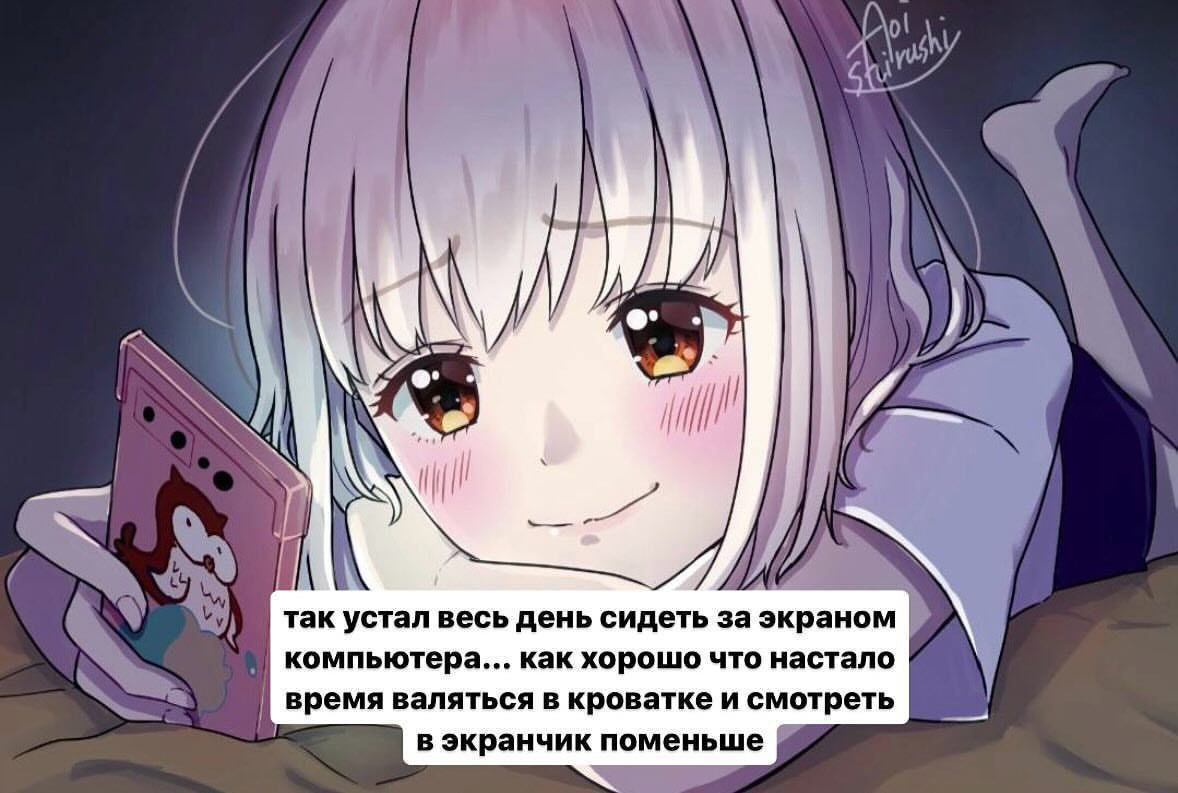 Aoi
Shirushi
так устал весь день сидеть за экраном
компьютера... как хорошо что настало
время валяться в кроватке и смотреть
в экранчик поменьше